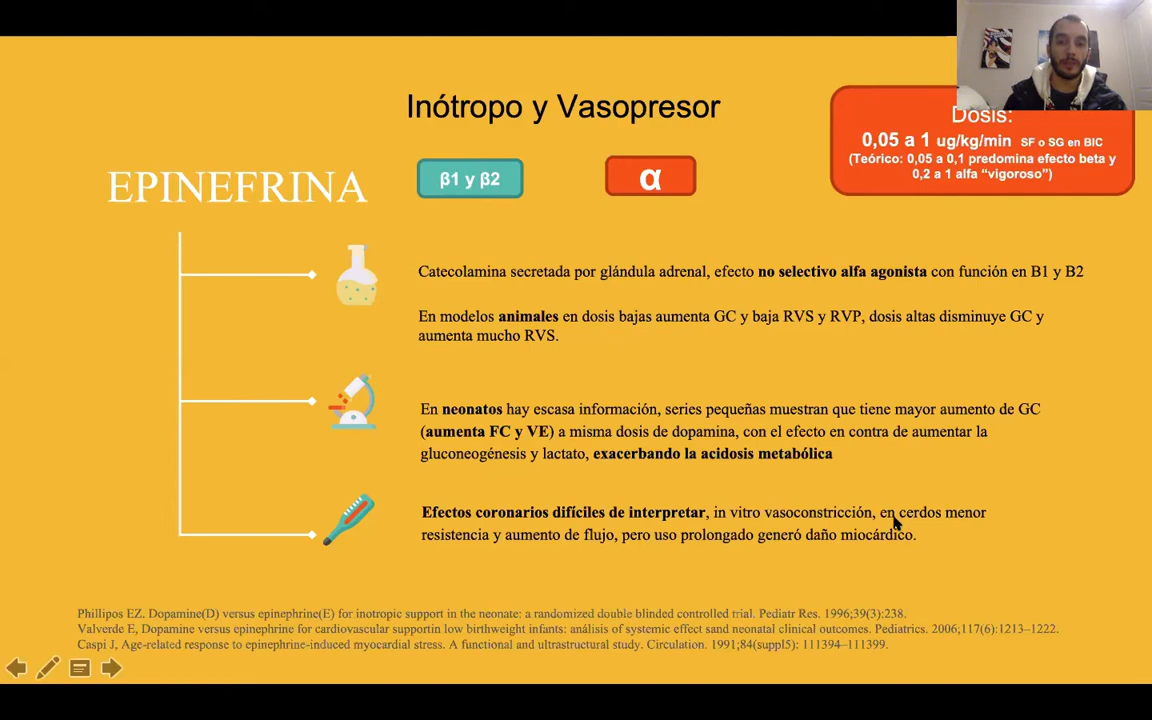 Inótropo y Vasopresor
Dosis:
0,05 a 1 ug/kg/min SF o SG en BIC
(Teórico: 0,05 a 0,1 predomina efecto beta y
0,2 a 1 alfa “vigoroso”)
EPINEFRINA
β1 y β2
α
Catecolamina secretada por glándula adrenal, efecto no selectivo alfa agonista con función en B1 y B2
En modelos animales en dosis bajas aumenta GC y baja RVS y RVP, dosis altas disminuye GC y
aumenta mucho RVS.
En neonatos hay escasa información, series pequeñas muestran que tiene mayor aumento de GC
(aumenta FC y VE) a misma dosis de dopamina, con el efecto en contra de aumentar la
gluconeogénesis y lactato, exacerbando la acidosis metabólica
Efectos coronarios difíciles de interpretar, in vitro vasoconstricción, en cerdos menor
resistencia y aumento de flujo, pero uso prolongado generó daño miocárdico.
Phillipos EZ. Dopamine(D) versus epinephrine(E) for inotropic support in the neonate: a randomized double blinded controlled trial. Pediatr Res. 1996;39(3):238.
Valverde E, Dopamine versus epinephrine for cardiovascular supportin low birthweight infants: análisis of systemic effect sand neonatal clinical outcomes. Pediatrics. 2006;117(6):1213–1222.
Caspi J, Age-related response to epinephrine-induced myocardial stress. A functional and ultrastructural study. Circulation. 1991;84(suppl5): 111394–111399.